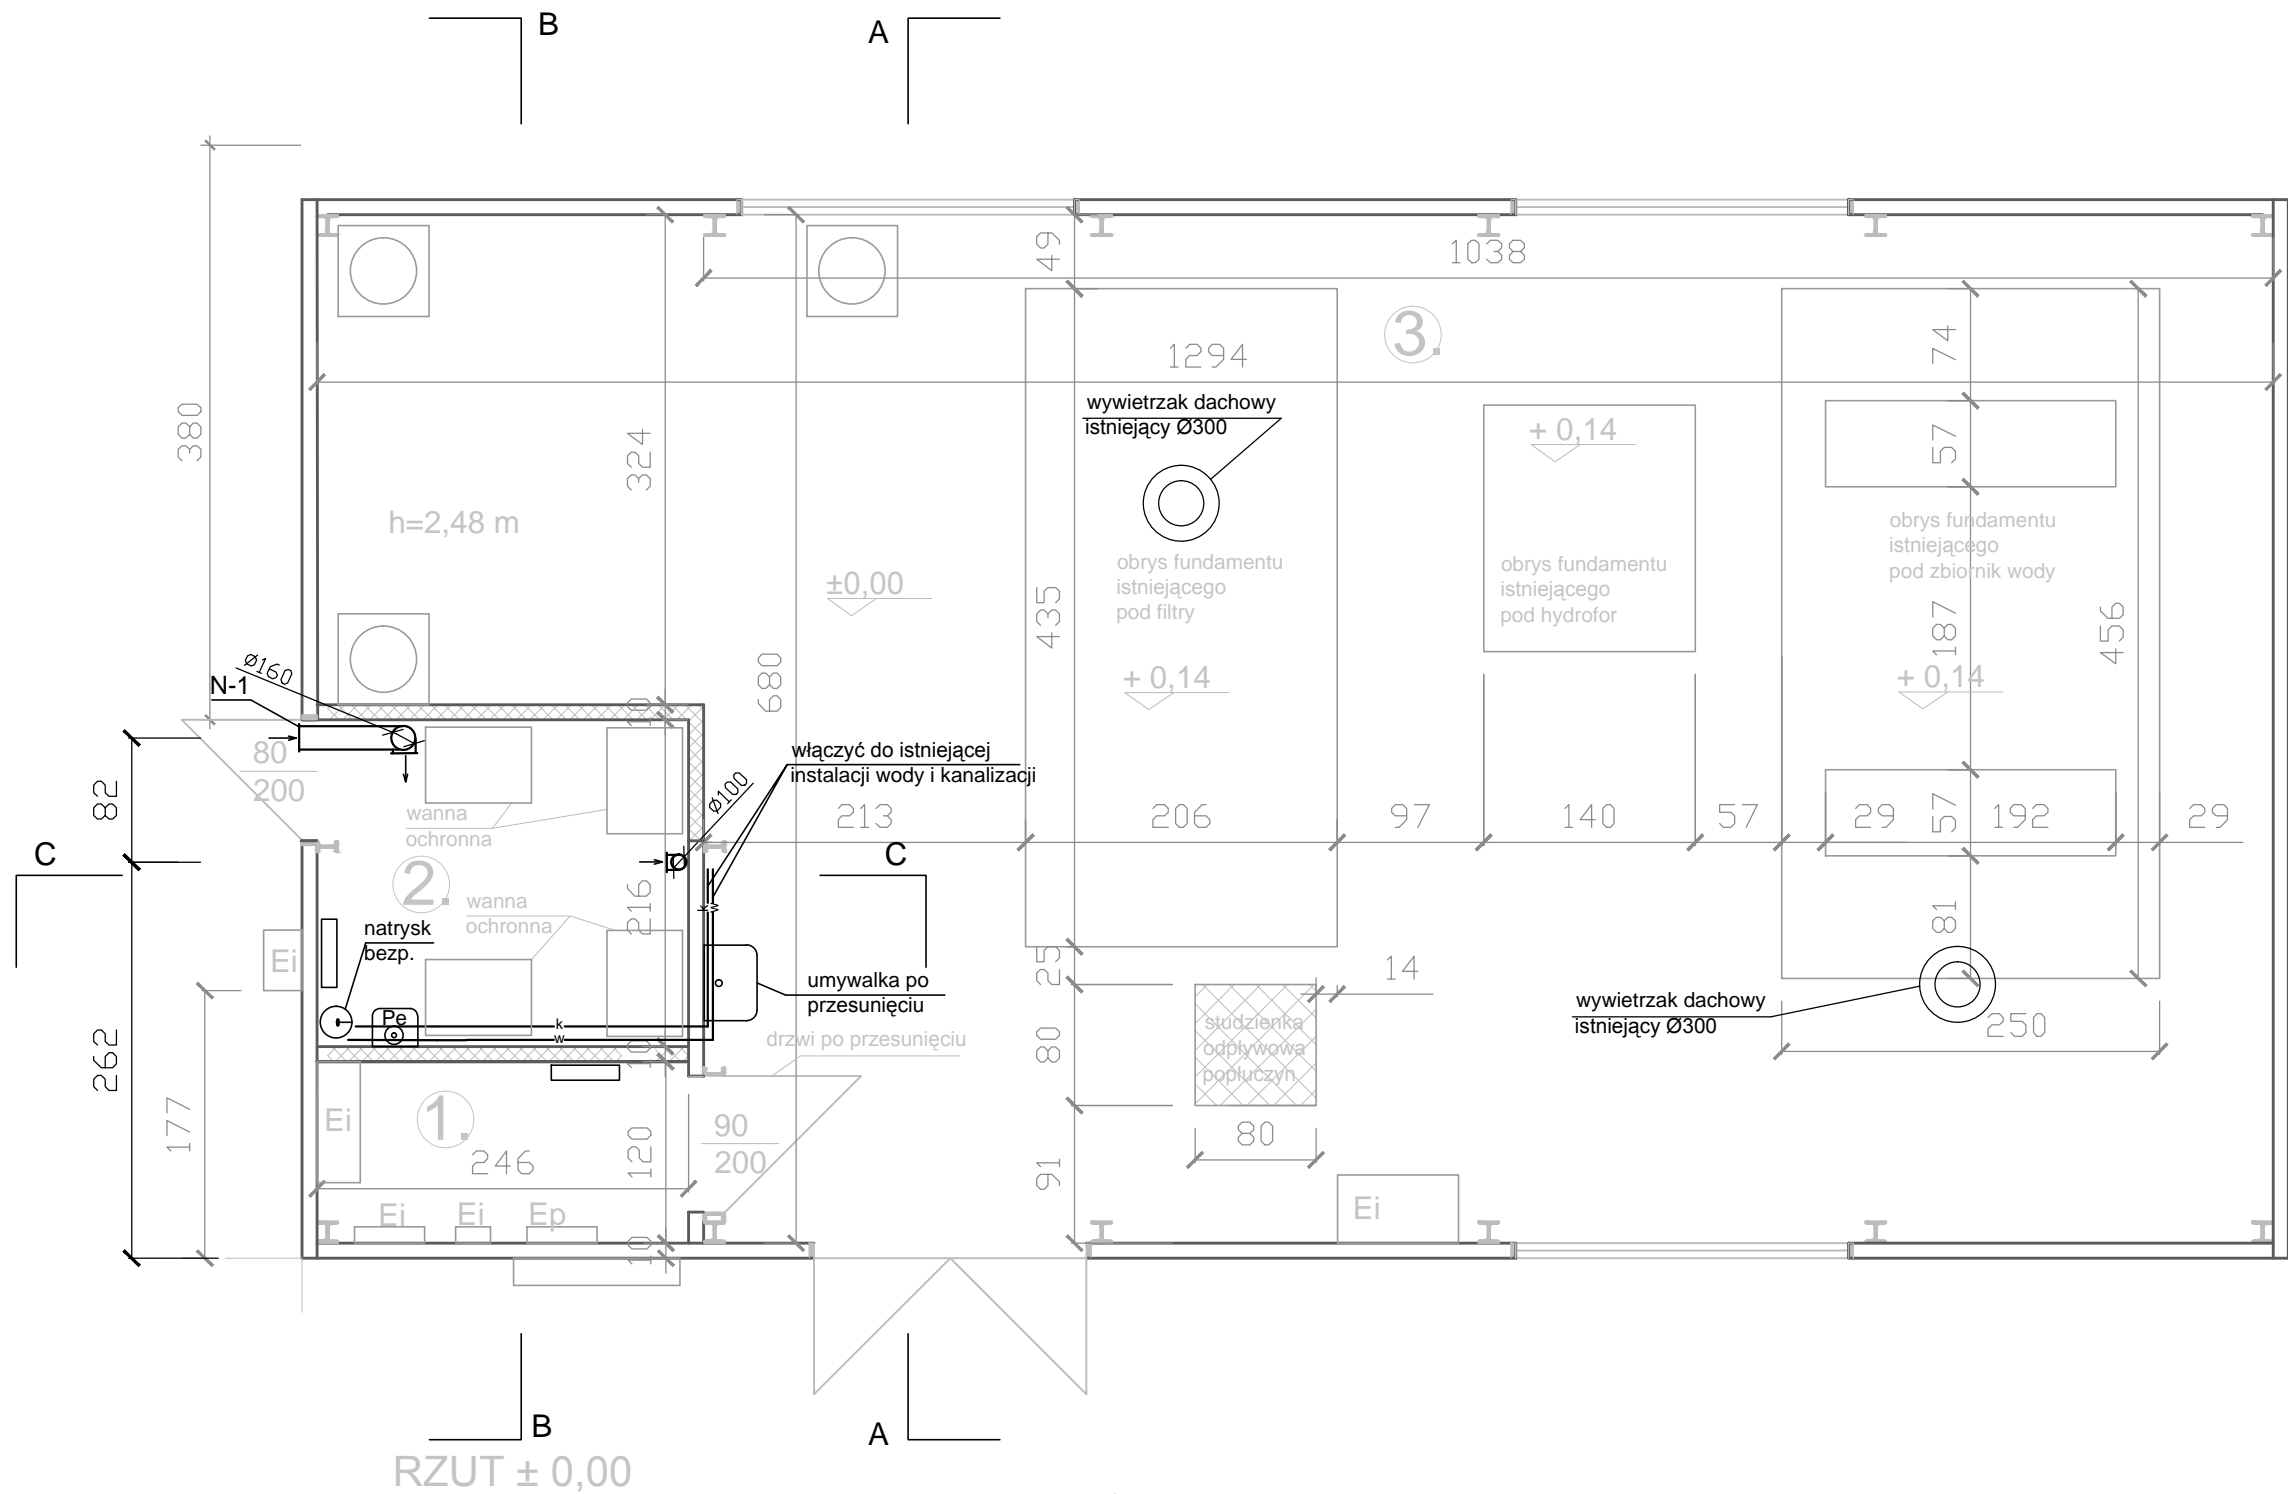 B
A
49
1038
3.
74
1294
380
wywietrzak dachowy
istniejący Ø300
+ 0,14
57
324
h=2,48 m
obrys fundamentu
istniejącego
pod zbiornik wody
±0,00
obrys fundamentu
istniejącego
pod filtry
obrys fundamentu
istniejącego
pod hydrofor
435
187
456
ø160
N-1
680
+ 0,14
+ 0,14
10
80
200
włączyć do istniejącej
instalacji wody i kanalizacji
ø100
82
wanna
ochronna
213
206
97
140
57
29
57
192
29
C
C
2.
216
wanna
ochronna
k
w
natrysk
bezp.
81
Ei
25
14
umywalka po
przesunięciu
wywietrzak dachowy
istniejący Ø300
250
Pe
k
w
studzienka
odpływowa
popłuczyn
80
drzwi po przesunięciu
10
262
177
Ei
1.
246
120
90
200
80
91
Ei
Ei
Ei
Ep
10
B
A
RZUT ± 0,00